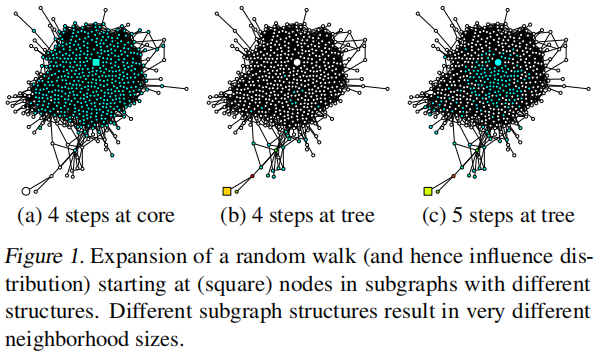 (a) 4 steps at core (b) 4 steps at tree (c) 5 steps at tree
Figure 1. Expansion of a random walk (and hence influence dis-
tribution) starting at (square) nodes in subgraphs with different
structures. Different subgraph structures result in very different
neighborhood sizes.